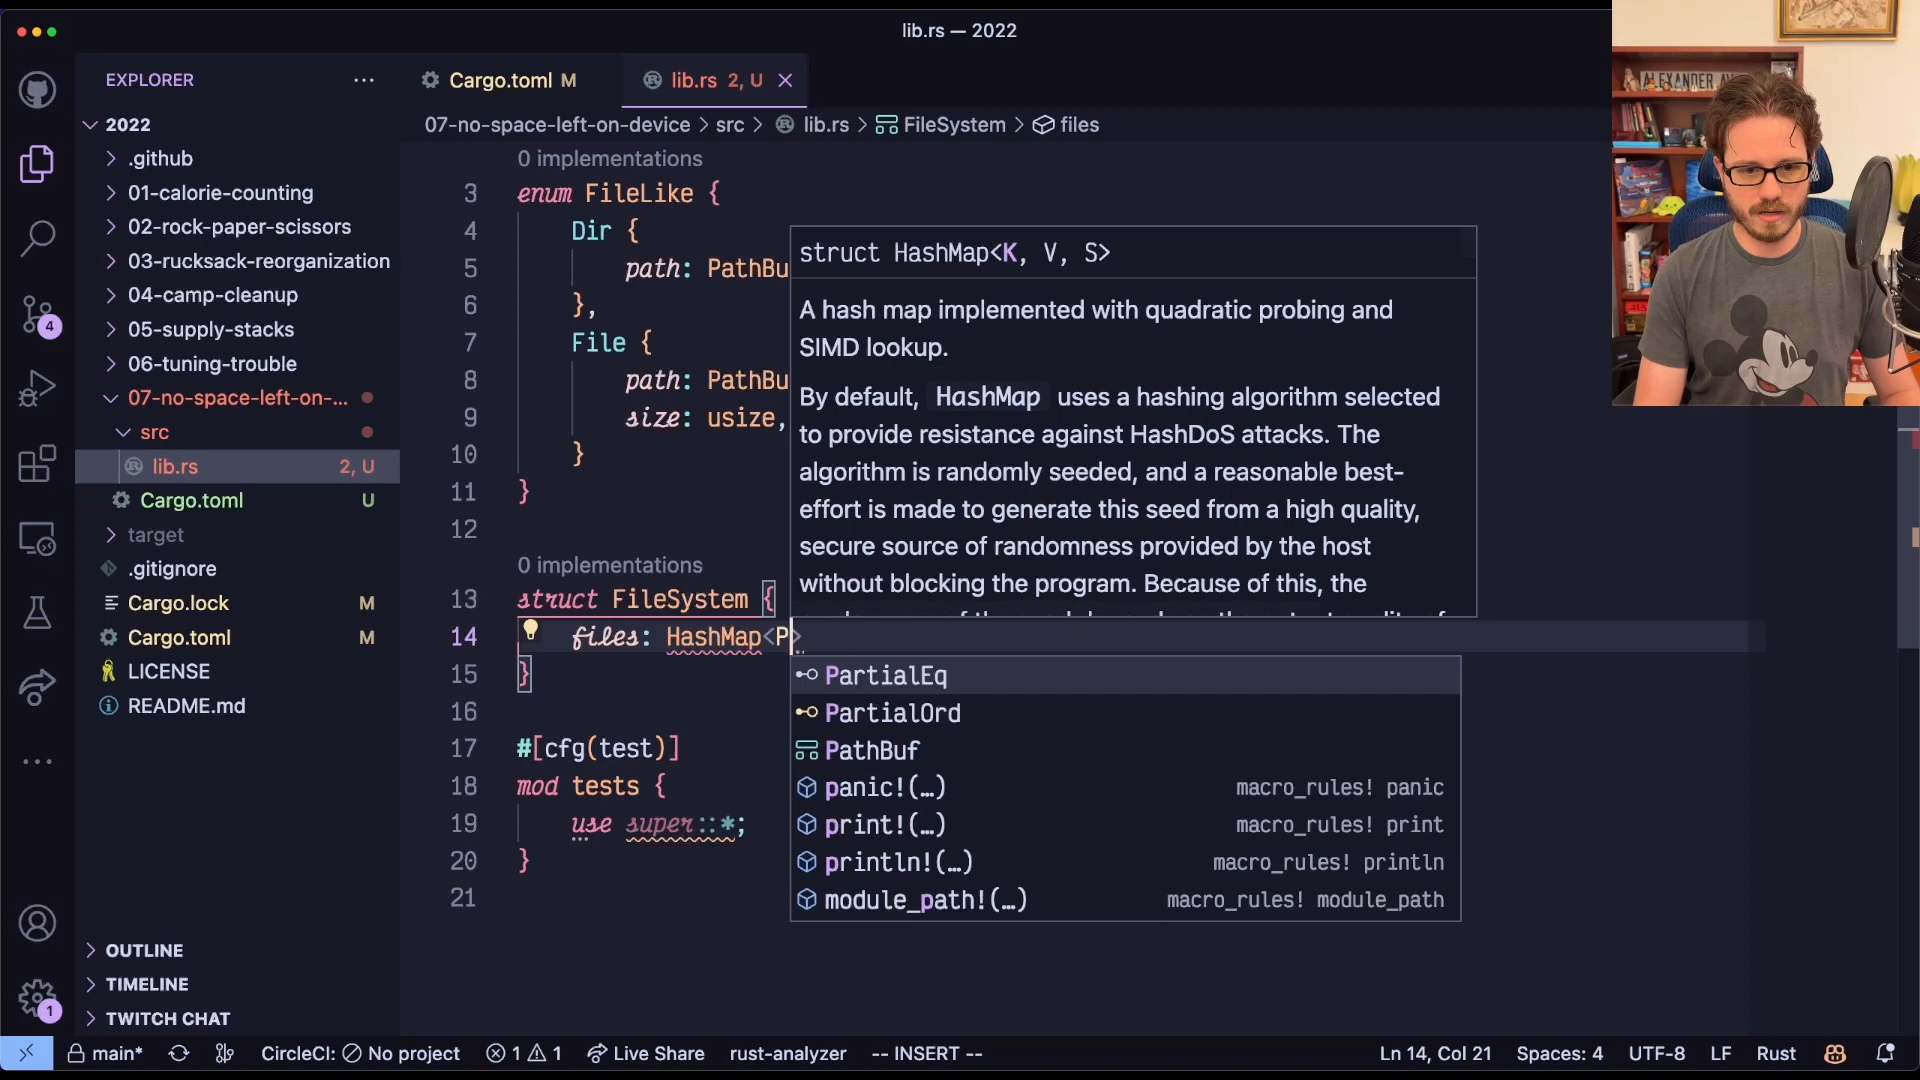 lib.rs — 2022
EXPLORER
Cargo.toml M
lib.rs 2, U
07-no-space-left-on-device > src > lib.rs > FileSystem > files
2022
.github
01-calorie-counting
02-rock-paper-scissors
03-rucksack-reorganization
04-camp-cleanup
05-supply-stacks
06-tuning-trouble
07-no-space-left-on-...
src
lib.rs 2, U
Cargo.toml U
target
.gitignore
Cargo.lock M
Cargo.toml M
LICENSE
README.md
OUTLINE
TIMELINE
TWITCH CHAT
4
1
0 implementations
3 enum FileLike {
4 Dir {
5 path: PathBu
6 },
7 File {
8 path: PathBu
9 size: usize,
10 }
11 }
12
0 implementations
13 struct FileSystem {
14 files: HashMap<P>
15 }
16
17 #[cfg(test)]
18 mod tests {
19 use super::*;
20 }
21
struct HashMap<K, V, S>
A hash map implemented with quadratic probing and
SIMD lookup.
By default, HashMap uses a hashing algorithm selected
to provide resistance against HashDoS attacks. The
algorithm is randomly seeded, and a reasonable best-
effort is made to generate this seed from a high quality,
secure source of randomness provided by the host
without blocking the program. Because of this, the
PartialEq
PartialOrd
PathBuf
panic!(…) macro_rules! panic
print!(…) macro_rules! print
println!(…) macro_rules! println
module_path!(…) macro_rules! module_path
main* CircleCI: No project 1 1 Live Share rust-analyzer -- INSERT -- Ln 14, Col 21 Spaces: 4 UTF-8 LF Rust